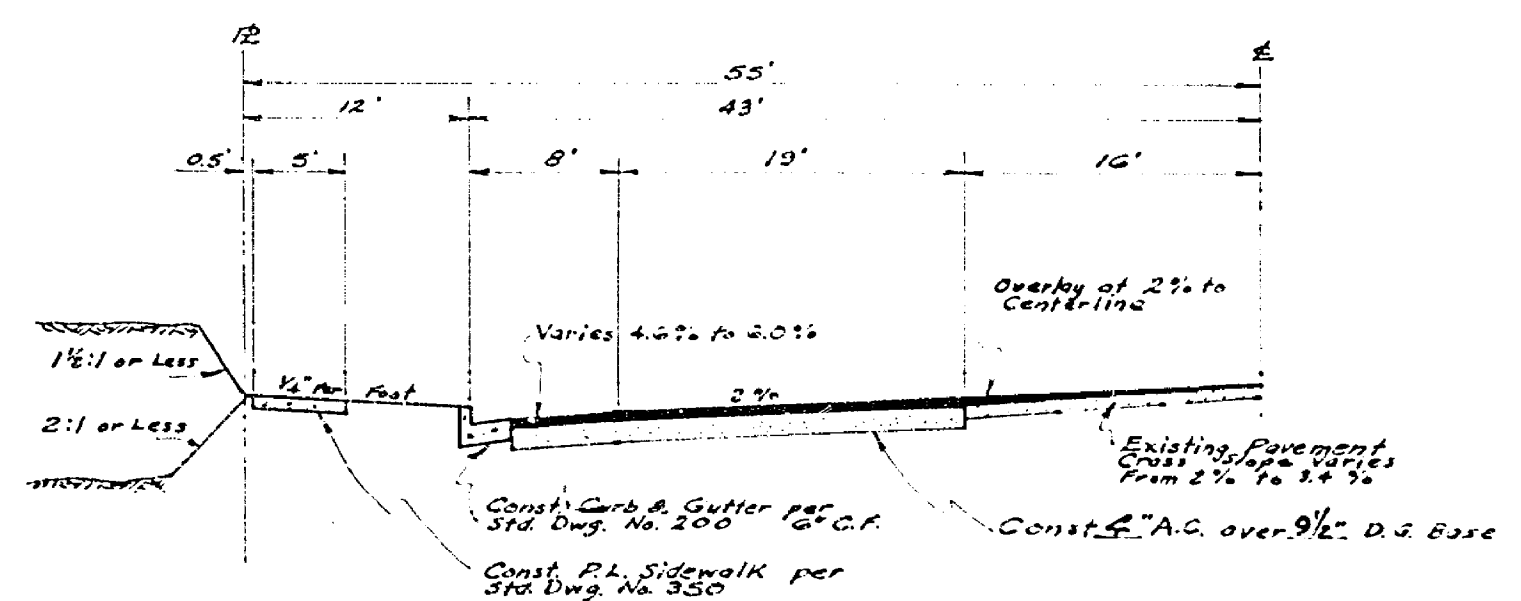 ℄
55'
12'
43'
0.5'
5'
8'
19'
16'
Overlay at 2% to
Centerline
Varies 4.6% to 6.0%
1½:1 or Less
¼" Per Foot
2%
2:1 or Less
Existing Pavement
Cross Slope varies
From 2% to 3.4%
Const. Curb & Gutter per
Std. Dwg. No. 200 6" C.F.
Const 4" A.C. over 9½" D.G. Base
Const. P.L. Sidewalk per
Std. Dwg. No. 350